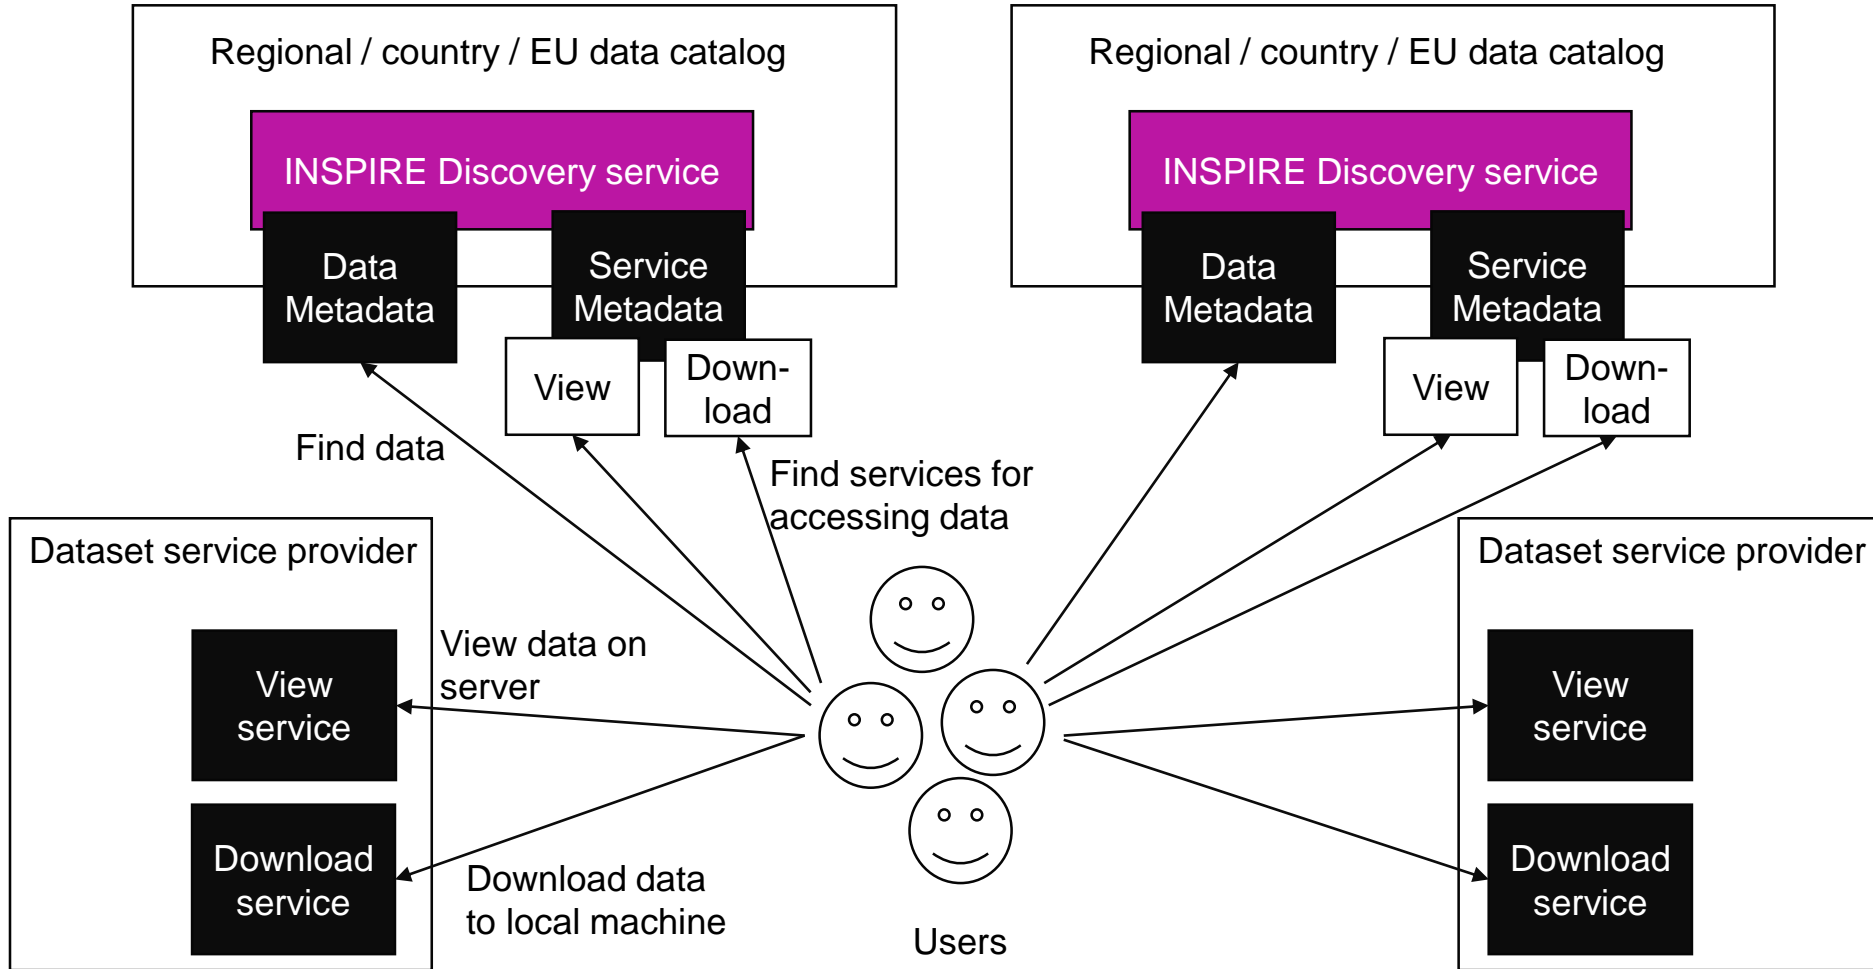 Regional / country / EU data catalog
INSPIRE Discovery service
Data
Metadata
Service
Metadata
View
Down-
load
Regional / country / EU data catalog
INSPIRE Discovery service
Data
Metadata
Service
Metadata
View
Down-
load
Find data
Find services for
accessing data
Dataset service provider
View
service
Download
service
View data on
server
Download data
to local machine
Users
Dataset service provider
View
service
Download
service